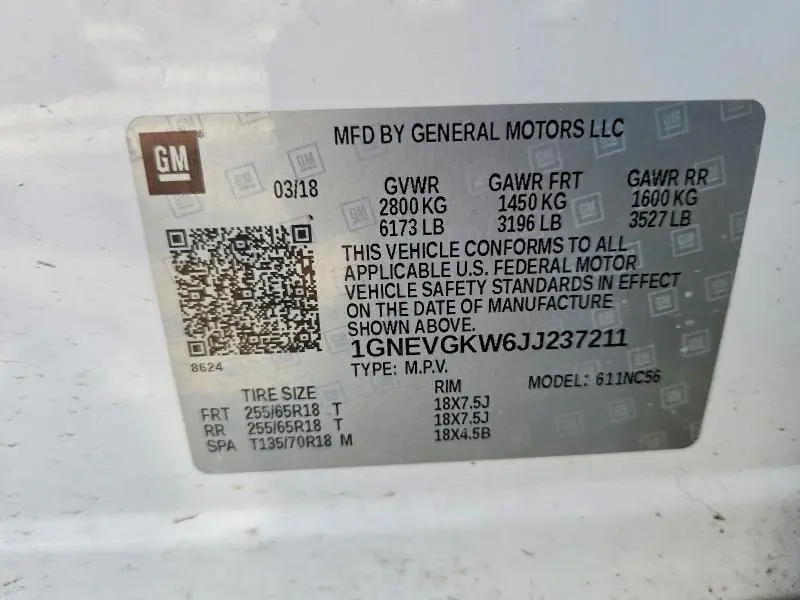 GM
MFD BY GENERAL MOTORS LLC
03/18
GVWR GAWR FRT GAWR RR
2800 KG 1450 KG 1600 KG
6173 LB 3196 LB 3527 LB
THIS VEHICLE CONFORMS TO ALL
APPLICABLE U.S. FEDERAL MOTOR
VEHICLE SAFETY STANDARDS IN EFFECT
ON THE DATE OF MANUFACTURE
SHOWN ABOVE.
1GNEVGKW6JJ237211
8624
TYPE: M.P.V. MODEL: 611NC56
TIRE SIZE RIM
FRT 255/65R18 T 18X7.5J
RR 255/65R18 T 18X7.5J
SPA T135/70R18 M 18X4.5B